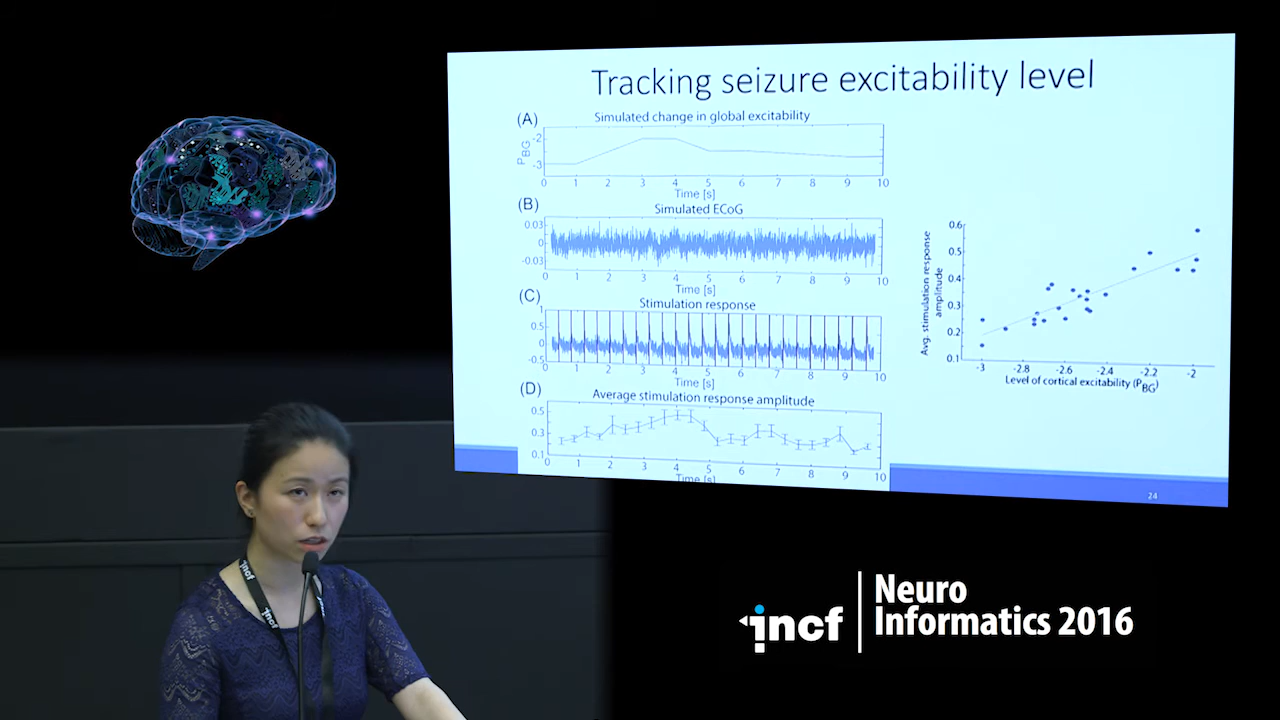 Tracking seizure excitability level
(A)
Simulated change in global excitability
PBG
-2
-3
0 1 2 3 4 5 6 7 8 9 10
Time [s]
(B)
Simulated ECoG
0.03
0
-0.03
0 1 2 3 4 5 6 7 8 9 10
Time [s]
(C)
Stimulation response
1
0.5
0
-0.5
0 1 2 3 4 5 6 7 8 9 10
Time [s]
(D)
Average stimulation response amplitude
0.5
0.3
0.1
0 1 2 3 4 5 6 7 8 9 10
Time [s]
Avg. stimulation response
amplitude
0.6
0.5
0.4
0.3
0.2
0.1
-3 -2.8 -2.6 -2.4 -2.2 -2
Level of cortical excitability (PBG)
24
incf
incf
incf
Neuro
Informatics 2016